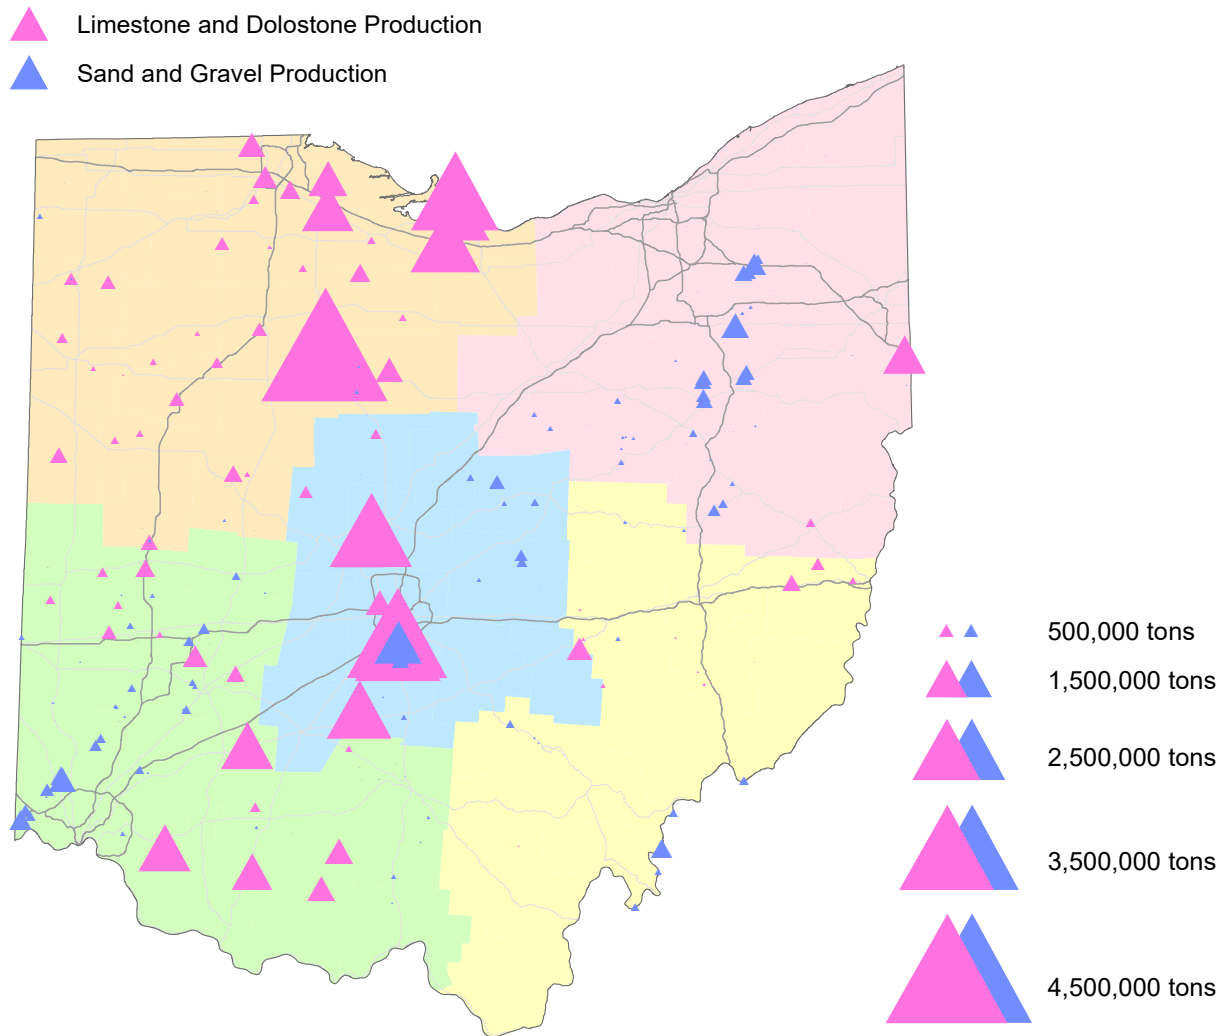 Limestone and Dolostone Production
Sand and Gravel Production
500,000 tons
1,500,000 tons
2,500,000 tons
3,500,000 tons
4,500,000 tons